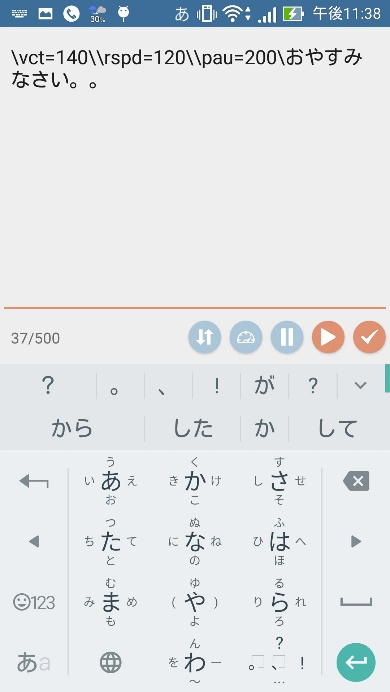 30%
あ
午後11:38
\vct=140\\rspd=120\\pau=200\おやすみ
なさい。。
37/500
? 。 、 ! が ?
から した か して
う く す
い あ え き か け し さ せ
お こ そ
つ ぬ ふ
ち た て に な ね ひ は へ
と の ほ
む ゆ る
み ま め ( や ) り ら れ
も よ ろ
123
ん ?
あa を わ ー 。 、 !
〜 …